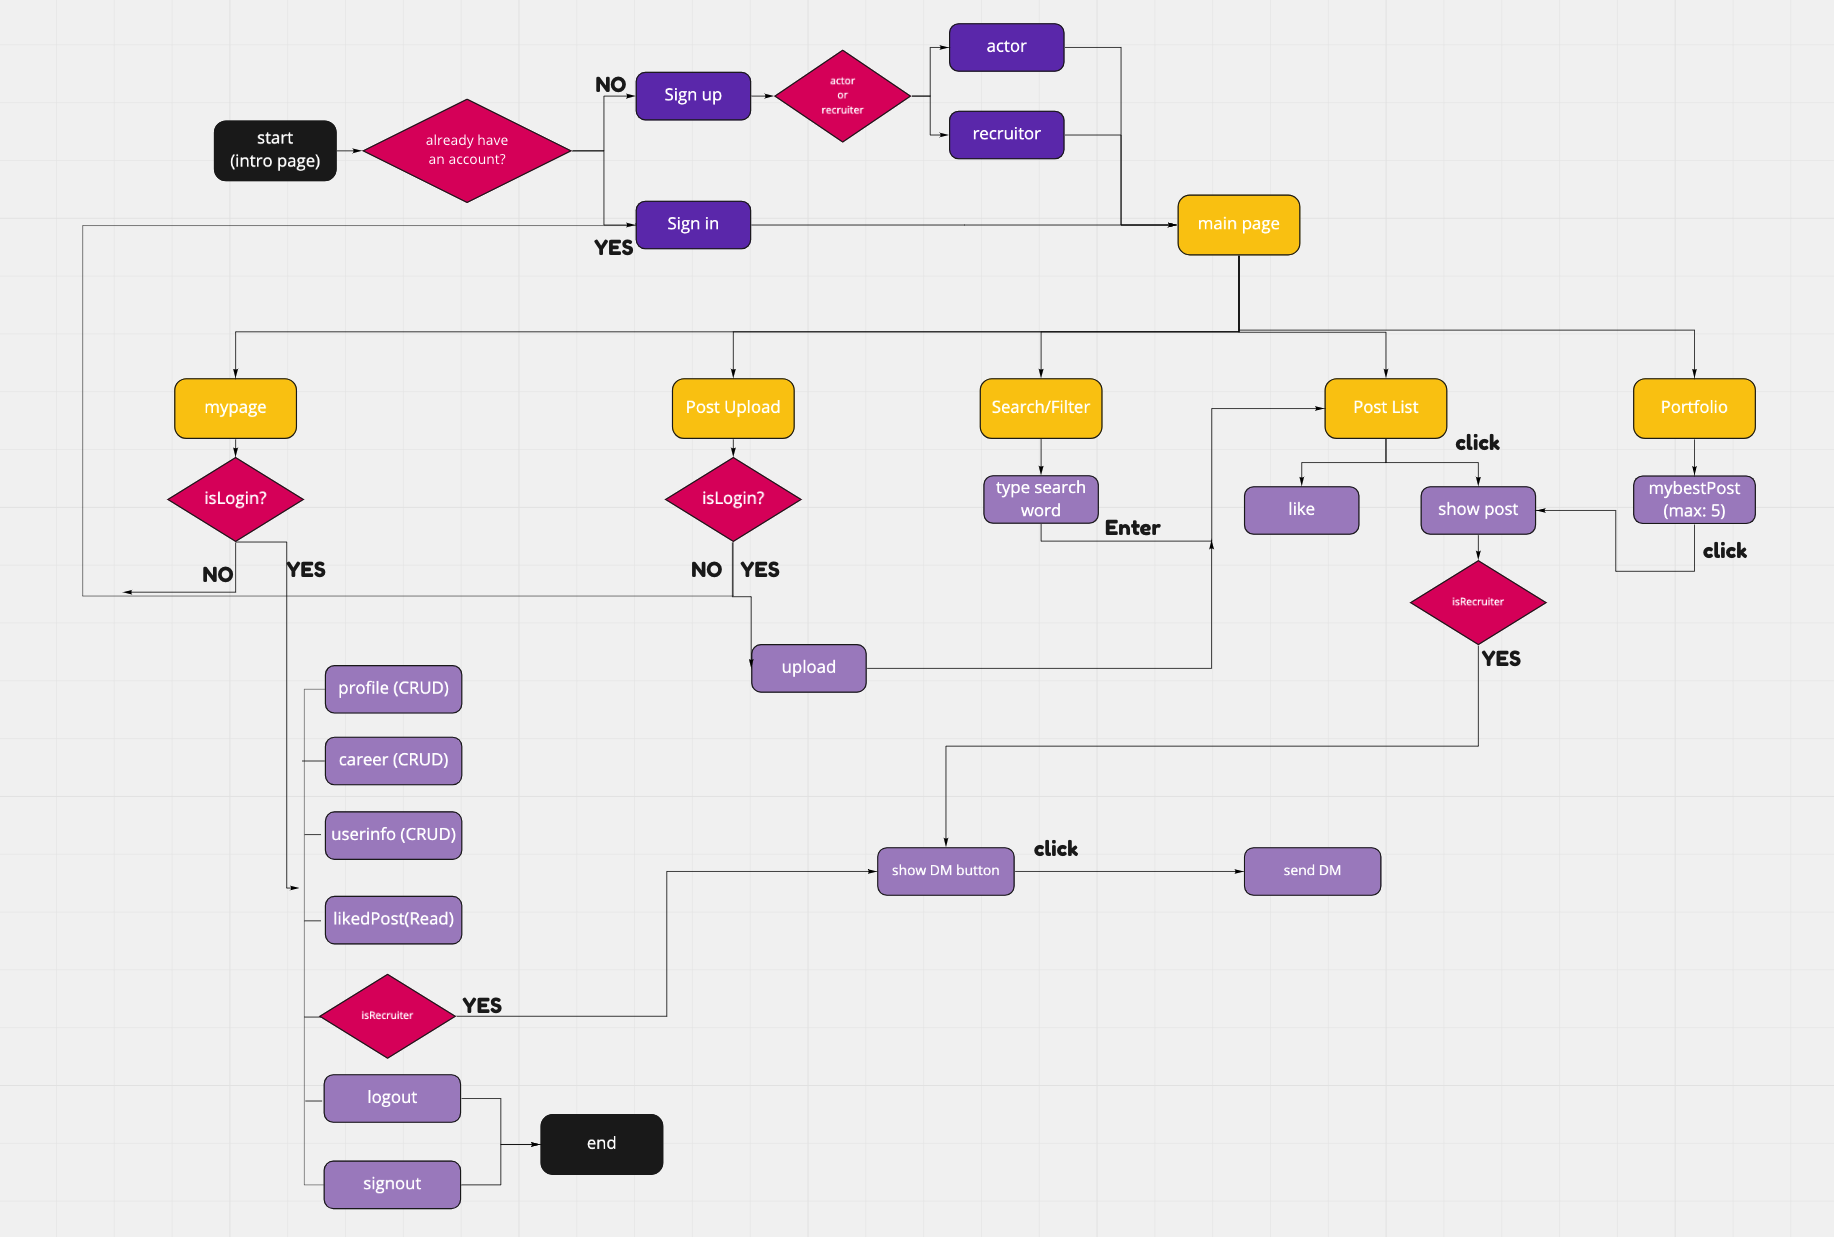 actor
NO
Sign up
actor
or
recruiter
start
(intro page)
already have
an account?
recruitor
Sign in
YES
main page
mypage
Post Upload
Search/Filter
Post List
Portfolio
click
isLogin?
isLogin?
type search
word
like
show post
mybestPost
(max: 5)
Enter
click
NO
YES
NO
YES
isRecruiter
upload
YES
profile (CRUD)
career (CRUD)
userinfo (CRUD)
click
show DM button
send DM
likedPost(Read)
isRecruiter
YES
logout
end
signout